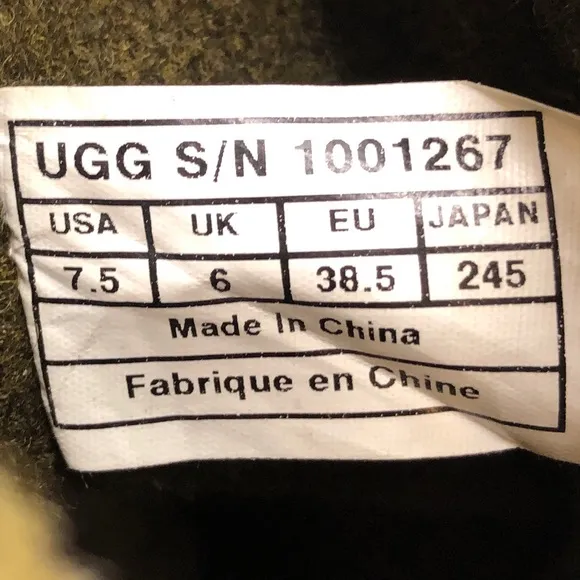 UGG S/N 1001267
USA UK EU JAPAN
7.5 6 38.5 245
Made In China
Fabrique en Chine